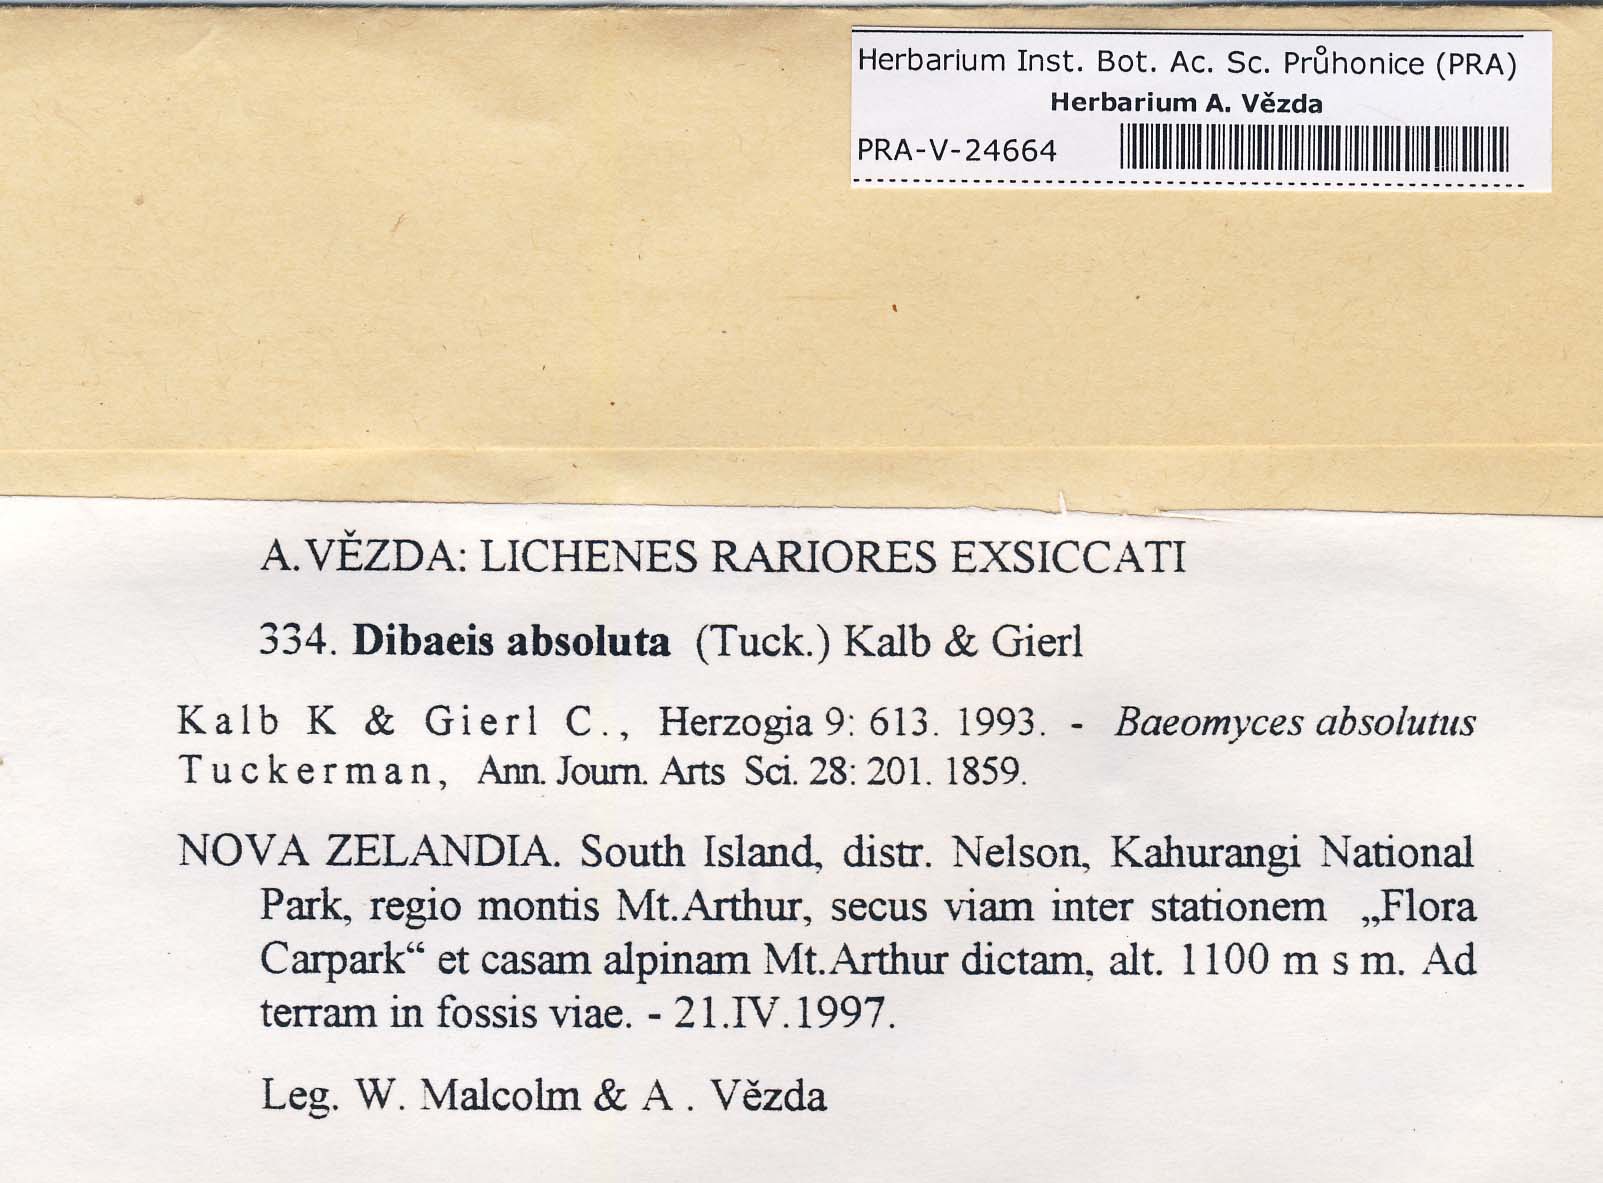 Herbarium Inst. Bot. Ac. Sc. Průhonice (PRA)
Herbarium A. Vězda
PRA-V-24664
A.VĚZDA: LICHENES RARIORES EXSICCATI
334. Dibaeis absoluta (Tuck.) Kalb & Gierl
Kalb K & Gierl C., Herzogia 9: 613. 1993. - Baeomyces absolutus
Tuckerman, Ann. Journ. Arts Sci. 28: 201. 1859.
NOVA ZELANDIA. South Island, distr. Nelson, Kahurangi National
Park, regio montis Mt.Arthur, secus viam inter stationem „Flora
Carpark“ et casam alpinam Mt.Arthur dictam, alt. 1100 m s m. Ad
terram in fossis viae. - 21.IV.1997.
Leg. W. Malcolm & A . Vězda